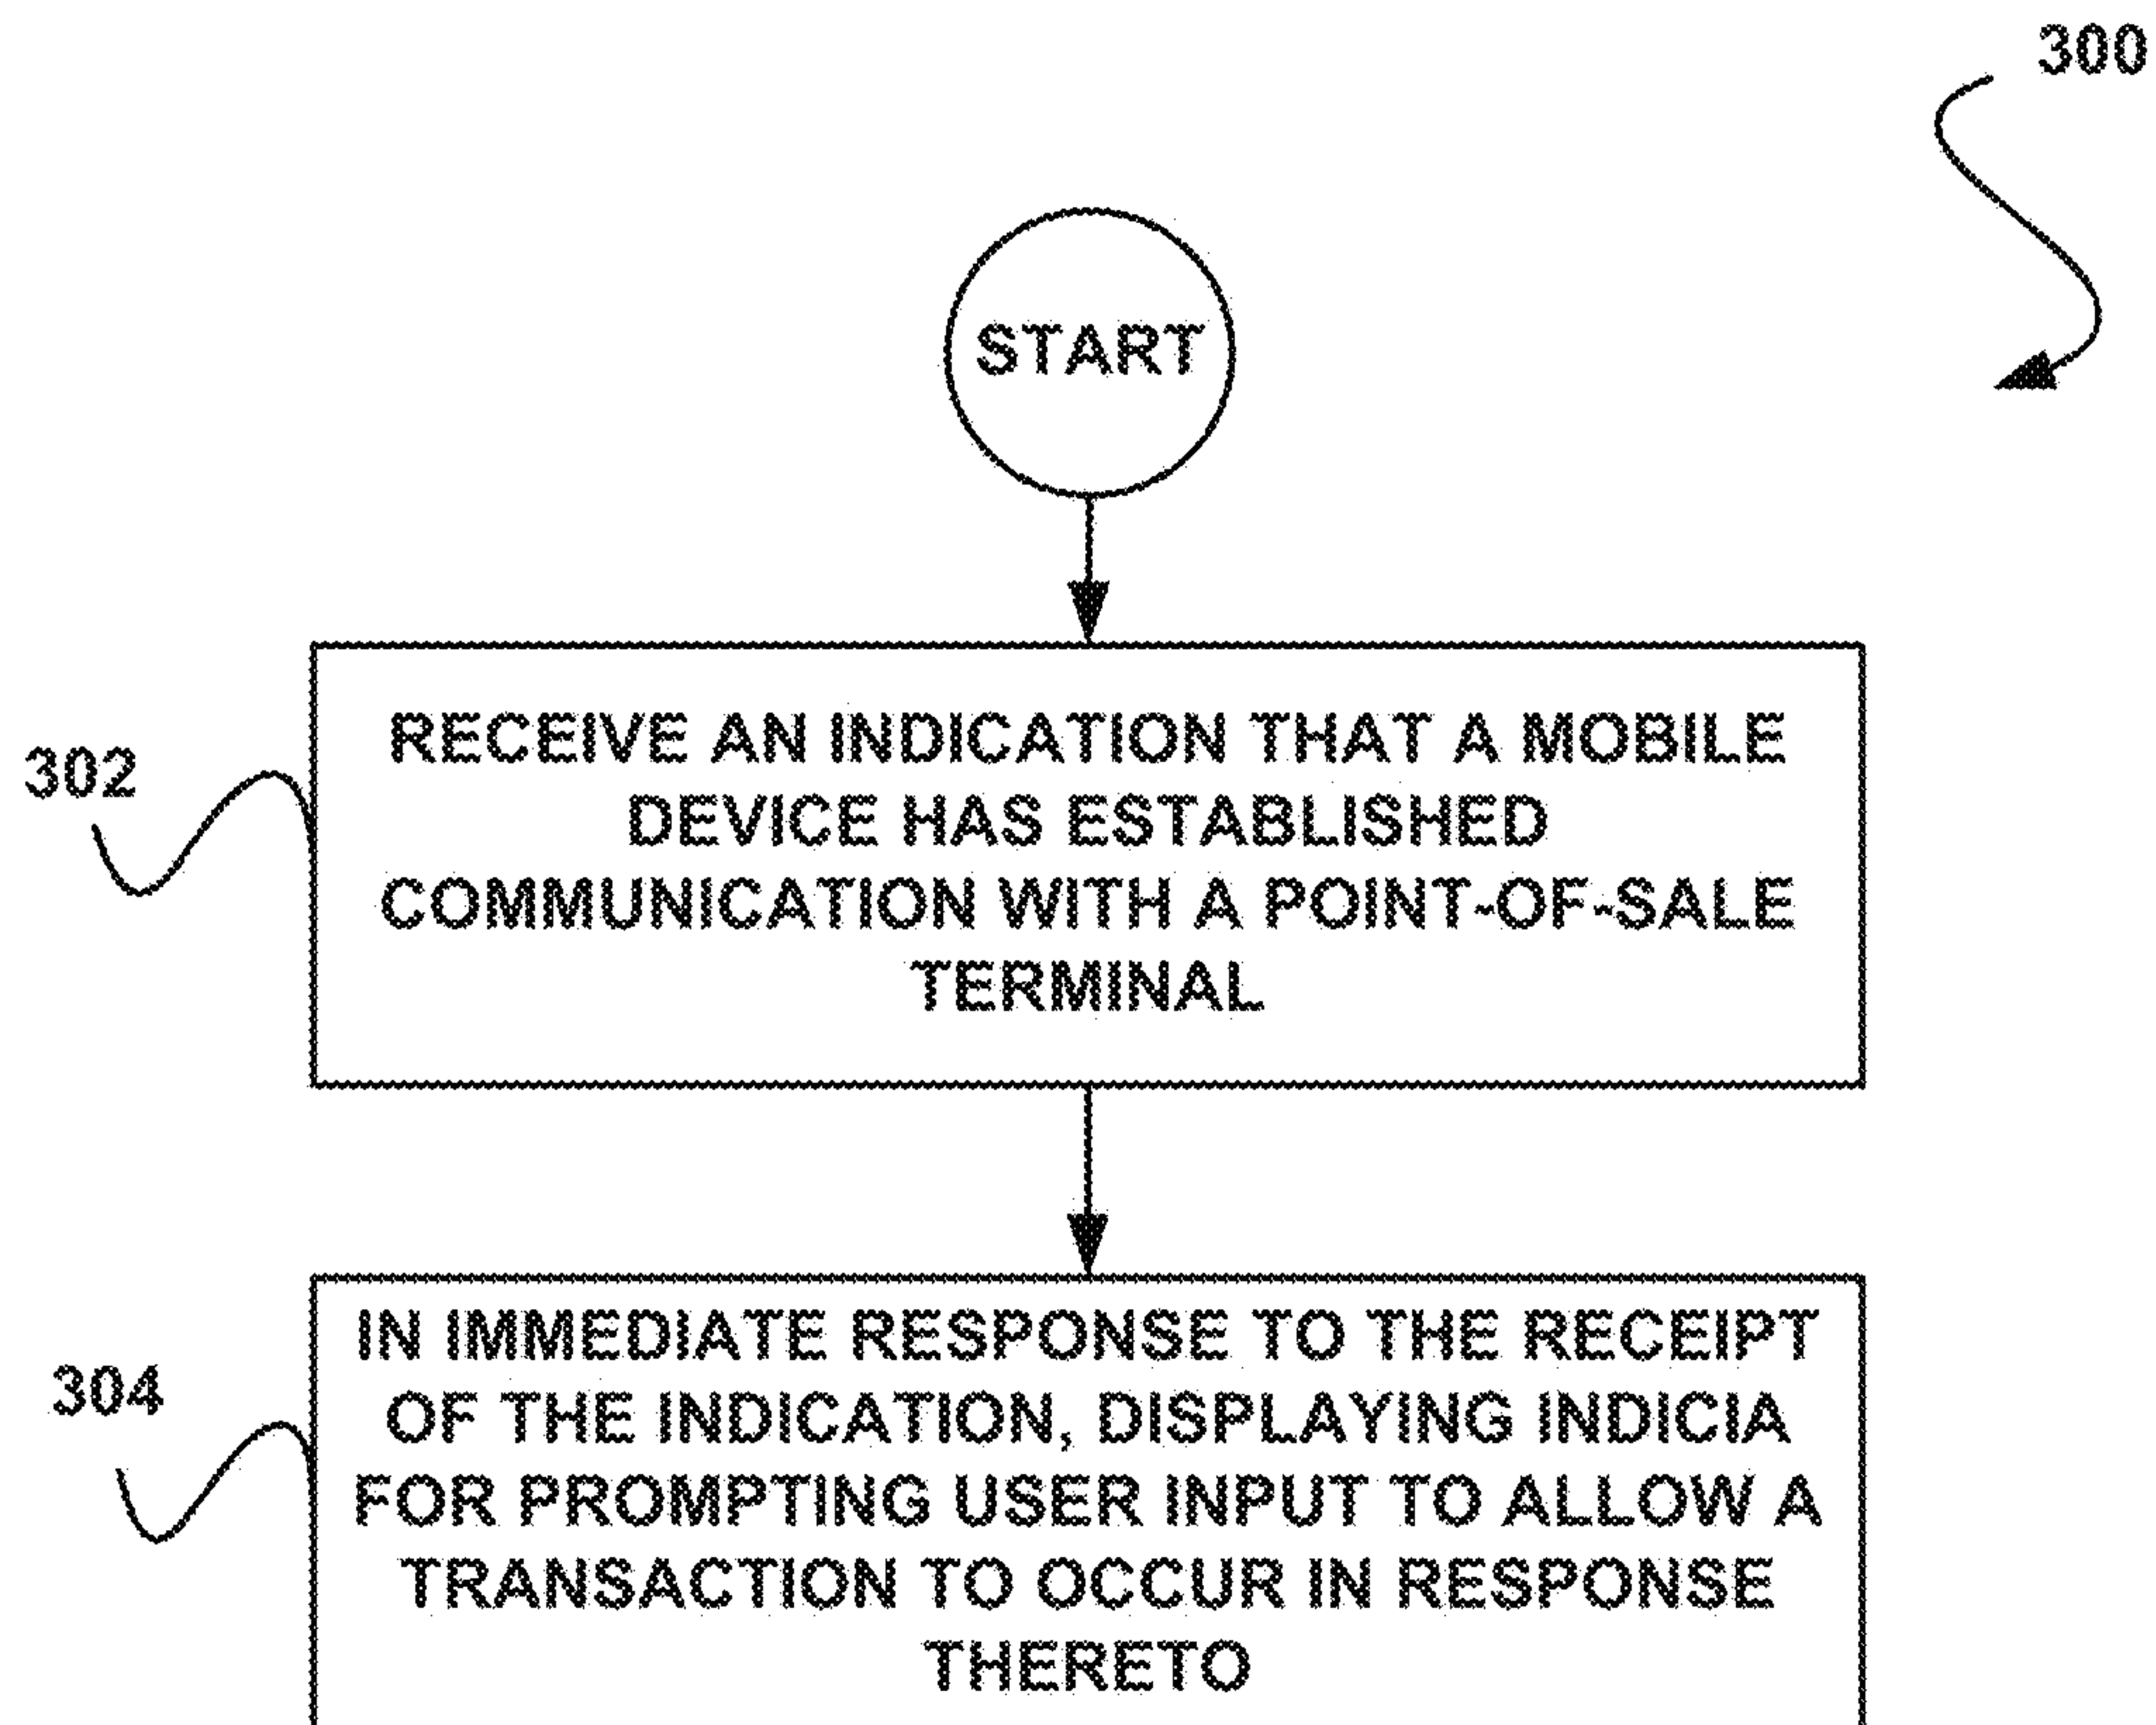 300
START
302
RECEIVE AN INDICATION THAT A MOBILE
DEVICE HAS ESTABLISHED
COMMUNICATION WITH A POINT-OF-SALE
TERMINAL
304
IN IMMEDIATE RESPONSE TO THE RECEIPT
OF THE INDICATION, DISPLAYING INDICIA
FOR PROMPTING USER INPUT TO ALLOW A
TRANSACTION TO OCCUR IN RESPONSE
THERETO